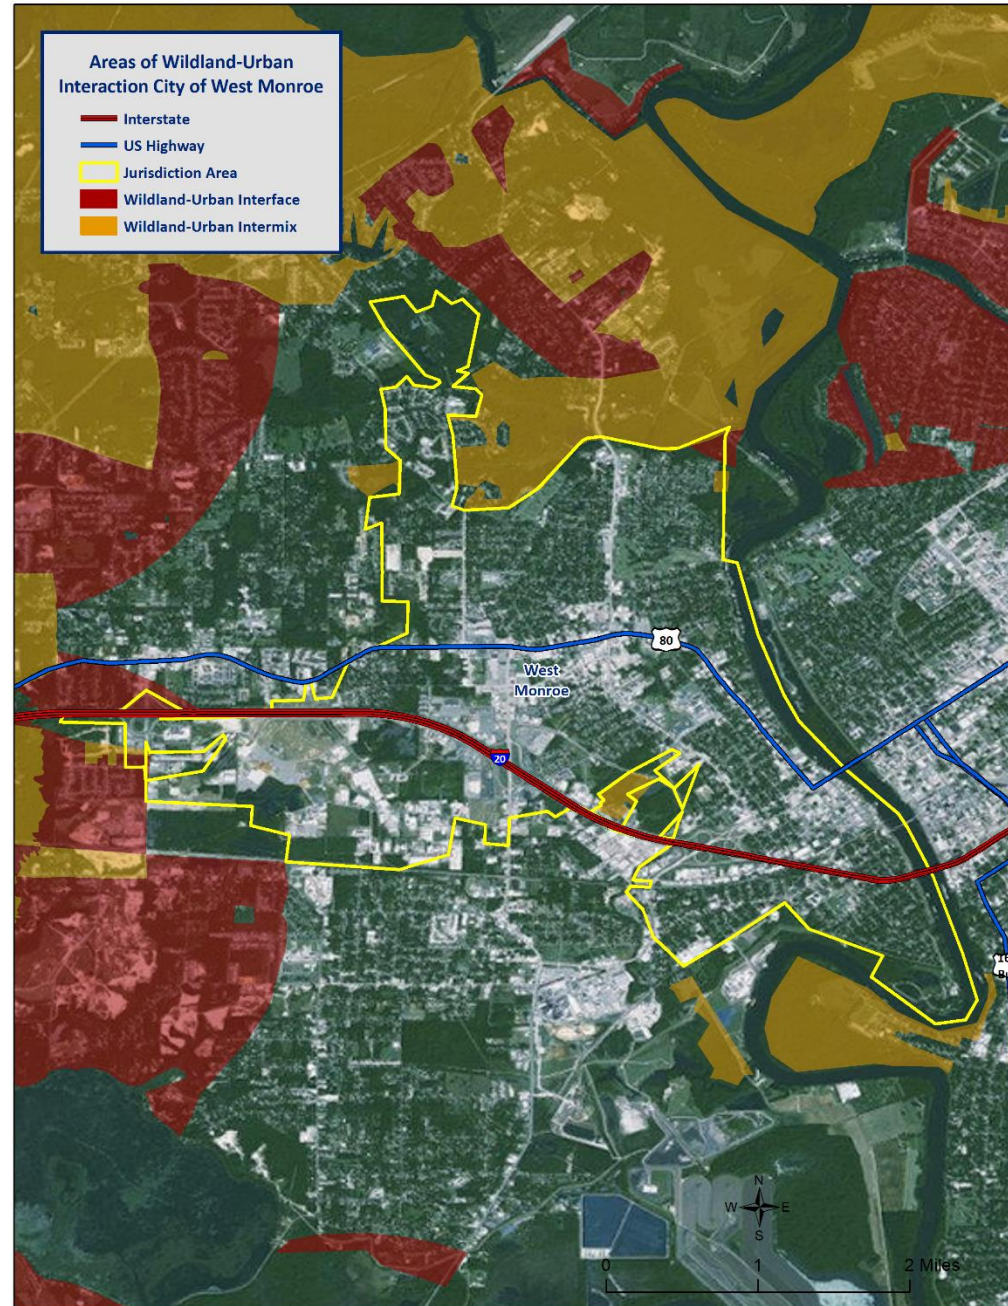 Areas of Wildland-Urban
Interaction City of West Monroe
Interstate
US Highway
Jurisdiction Area
Wildland-Urban Interface
Wildland-Urban Intermix
80
West
Monroe
20
N
W E
S
0 1 2 Miles